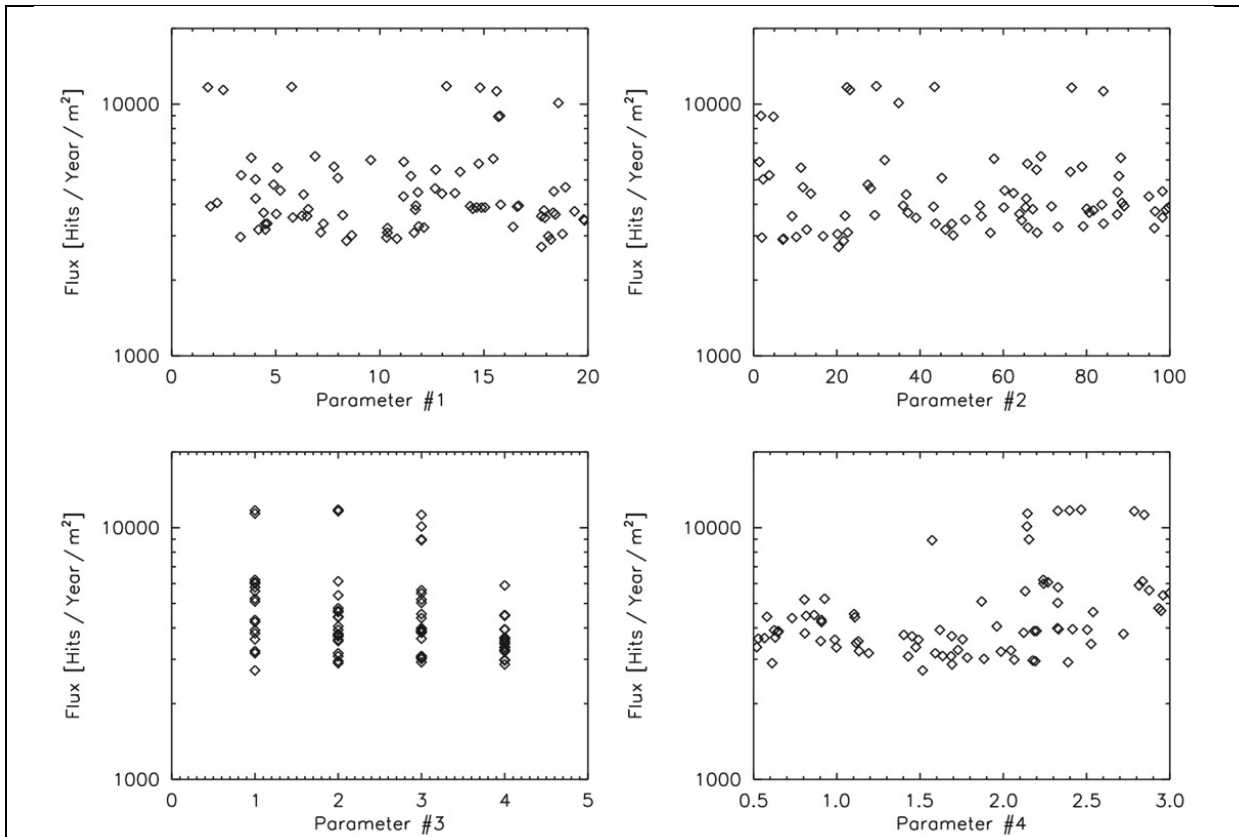 Flux [Hits / Year / m²]
10000
1000
0 5 10 15 20
Parameter #1
Flux [Hits / Year / m²]
10000
1000
0 20 40 60 80 100
Parameter #2
Flux [Hits / Year / m²]
10000
1000
0 1 2 3 4 5
Parameter #3
Flux [Hits / Year / m²]
10000
1000
0.5 1.0 1.5 2.0 2.5 3.0
Parameter #4